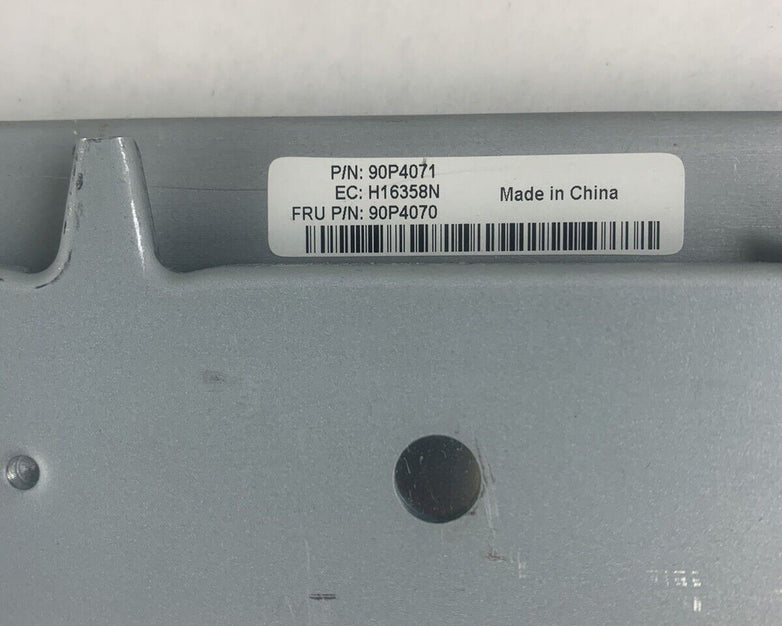 P/N: 90P4071
EC: H16358N
Made in China
FRU P/N: 90P4070